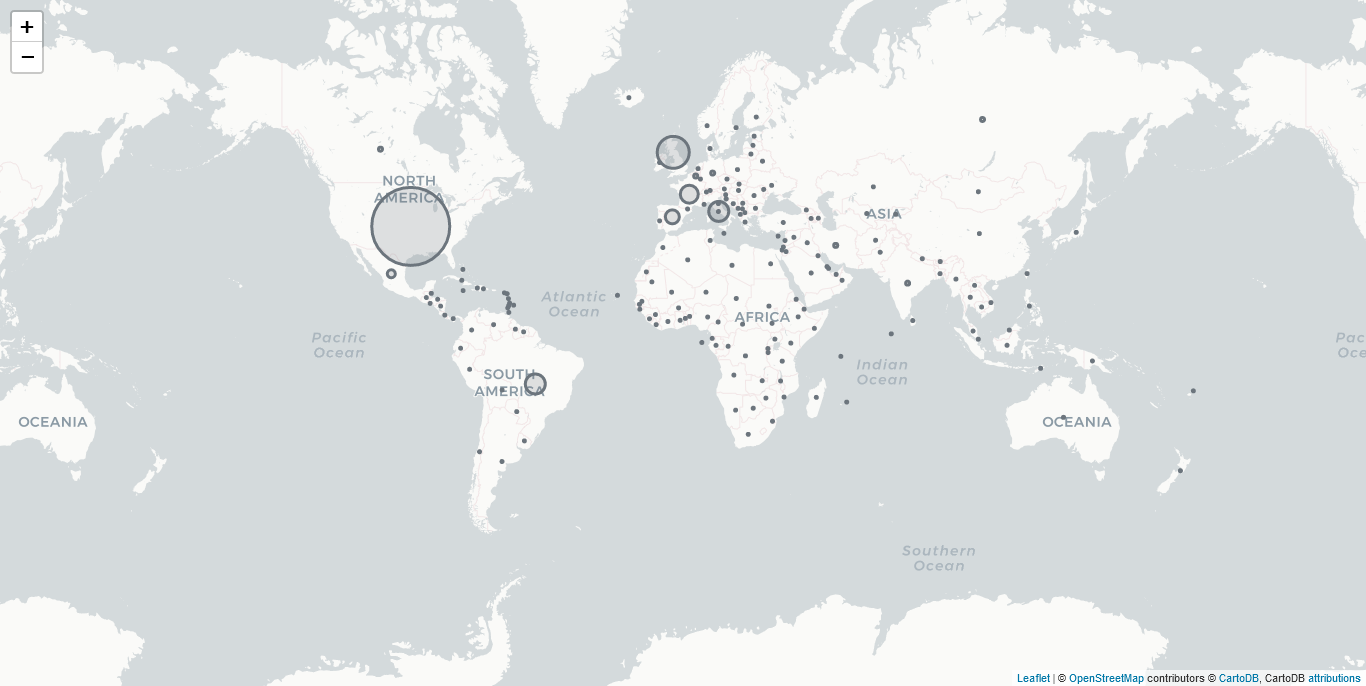 +
−
NORTH
AMERICA
ASIA
Atlantic
Ocean
AFRICA
Pacific
Ocean
Pac
Oce
Indian
Ocean
SOUTH
AMERICA
OCEANIA
OCEANIA
Southern
Ocean
Leaflet | © OpenStreetMap contributors © CartoDB, CartoDB attributions